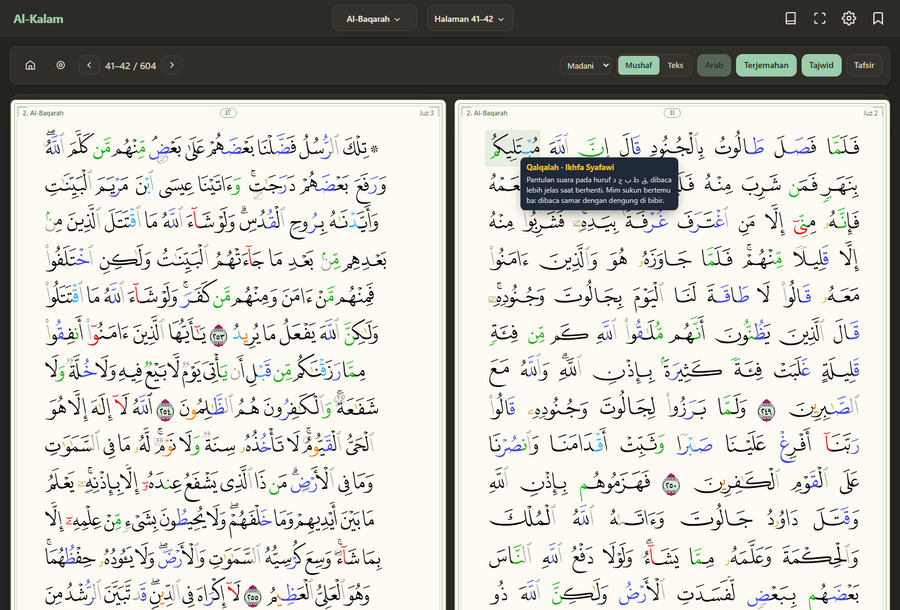 Al-Kalam
Al-Baqarah
Halaman 41–42
41–42 / 604
Madani
Mushaf
Teks
Arab
Terjemahan
Tajwid
Tafsir
2. Al-Baqarah
٤٢
Juz 3
۞ تِلْكَ ٱلرُّسُلُ فَضَّلْنَا بَعْضَهُمْ عَلَىٰ بَعْضٍۘ مِّنْهُم مَّن كَلَّمَ ٱللَّهُۖ
وَرَفَعَ بَعْضَهُمْ دَرَجَٰتٍۚ وَءَاتَيْنَا عِيسَى ٱبْنَ مَرْيَمَ ٱلْبَيِّنَٰتِ
وَأَيَّدْنَٰهُ بِرُوحِ ٱلْقُدُسِۗ وَلَوْ شَآءَ ٱللَّهُ مَا ٱقْتَتَلَ ٱلَّذِينَ مِنۢ
بَعْدِهِم مِّنۢ بَعْدِ مَا جَآءَتْهُمُ ٱلْبَيِّنَٰتُ وَلَٰكِنِ ٱخْتَلَفُوا۟
فَمِنْهُم مَّنْ ءَامَنَ وَمِنْهُم مَّن كَفَرَۚ وَلَوْ شَآءَ ٱللَّهُ مَا ٱقْتَتَلُوا۟
وَلَٰكِنَّ ٱللَّهَ يَفْعَلُ مَا يُرِيدُ ٢٥٣ يَٰٓأَيُّهَا ٱلَّذِينَ ءَامَنُوٓا۟ أَنفِقُوا۟
مِمَّا رَزَقْنَٰكُم مِّن قَبْلِ أَن يَأْتِىَ يَوْمٌ لَّا بَيْعٌ فِيهِ وَلَا خُلَّةٌ وَلَا
شَفَٰعَةٌۗ وَٱلْكَٰفِرُونَ هُمُ ٱلظَّٰلِمُونَ ٢٥٤ ٱللَّهُ لَآ إِلَٰهَ إِلَّا هُوَ
ٱلْحَىُّ ٱلْقَيُّومُۚ لَا تَأْخُذُهُۥ سِنَةٌ وَلَا نَوْمٌۚ لَّهُۥ مَا فِى ٱلسَّمَٰوَٰتِ
وَمَا فِى ٱلْأَرْضِۗ مَن ذَا ٱلَّذِى يَشْفَعُ عِندَهُۥٓ إِلَّا بِإِذْنِهِۦۚ يَعْلَمُ
مَا بَيْنَ أَيْدِيهِمْ وَمَا خَلْفَهُمْۖ وَلَا يُحِيطُونَ بِشَىْءٍ مِّنْ عِلْمِهِۦٓ إِلَّا
بِمَا شَآءَۚ وَسِعَ كُرْسِيُّهُ ٱلسَّمَٰوَٰتِ وَٱلْأَرْضَۖ وَلَا يَـُٔودُهُۥ حِفْظُهُمَاۚ
وَهُوَ ٱلْعَلِىُّ ٱلْعَظِيمُ ٢٥٥ لَآ إِكْرَاهَ فِى ٱلدِّينِۖ قَد تَّبَيَّنَ ٱلرُّشْدُ مِنَ
2. Al-Baqarah
٤١
Juz 2
فَلَمَّا فَصَلَ طَالُوتُ بِٱلْجُنُودِ قَالَ إِنَّ ٱللَّهَ مُبْتَلِيكُم
بِنَهَرٍ فَمَن شَرِبَ مِنْهُ
فَإِنَّهُۥ مِنِّىٓ إِلَّا مَنِ ٱغْتَرَفَ غُرْفَةًۢ بِيَدِهِۦۚ فَشَرِبُوا۟ مِنْهُ
إِلَّا قَلِيلًا مِّنْهُمْۚ فَلَمَّا جَاوَزَهُۥ هُوَ وَٱلَّذِينَ ءَامَنُوا۟
مَعَهُۥ قَالُوا۟ لَا طَاقَةَ لَنَا ٱلْيَوْمَ بِجَالُوتَ وَجُنُودِهِۦۚ
قَالَ ٱلَّذِينَ يَظُنُّونَ أَنَّهُم مُّلَٰقُوا۟ ٱللَّهِ كَم مِّن فِئَةٍ
قَلِيلَةٍ غَلَبَتْ فِئَةً كَثِيرَةًۢ بِإِذْنِ ٱللَّهِۗ وَٱللَّهُ مَعَ
ٱلصَّٰبِرِينَ ٢٤٩ وَلَمَّا بَرَزُوا۟ لِجَالُوتَ وَجُنُودِهِۦ قَالُوا۟
رَبَّنَآ أَفْرِغْ عَلَيْنَا صَبْرًا وَثَبِّتْ أَقْدَامَنَا وَٱنصُرْنَا
عَلَى ٱلْقَوْمِ ٱلْكَٰفِرِينَ ٢٥٠ فَهَزَمُوهُم بِإِذْنِ ٱللَّهِ
وَقَتَلَ دَاوُۥدُ جَالُوتَ وَءَاتَىٰهُ ٱللَّهُ ٱلْمُلْكَ
وَٱلْحِكْمَةَ وَعَلَّمَهُۥ مِمَّا يَشَآءُۗ وَلَوْلَا دَفْعُ ٱللَّهِ ٱلنَّاسَ
بَعْضَهُم بِبَعْضٍ لَّفَسَدَتِ ٱلْأَرْضُ وَلَٰكِنَّ ٱللَّهَ ذُو
Qalqalah · Ikhfa Syafawi
Pantulan suara pada huruf ق ط ب ج د, dibaca
lebih jelas saat berhenti. Mim sukun bertemu
ba: dibaca samar dengan dengung di bibir.